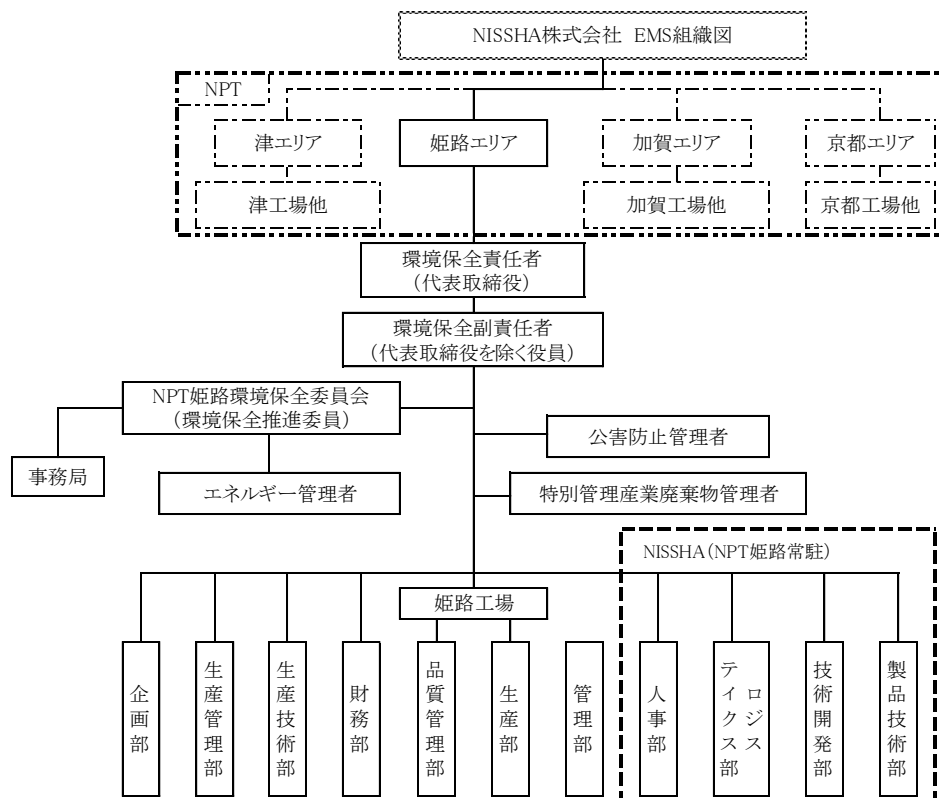 NISSHA株式会社 EMS組織図
NPT
津エリア
姫路エリア
加賀エリア
京都エリア
津工場他
加賀工場他
京都工場他
環境保全責任者
（代表取締役）
環境保全副責任者
（代表取締役を除く役員）
NPT姫路環境保全委員会
（環境保全推進委員）
公害防止管理者
事務局
エネルギー管理者
特別管理産業廃棄物管理者
NISSHA（NPT姫路常駐）
姫路工場
企画部
生産管理部
生産技術部
財務部
品質管理部
生産部
管理部
人事部
ロジス
ティクス部
技術開発部
製品技術部